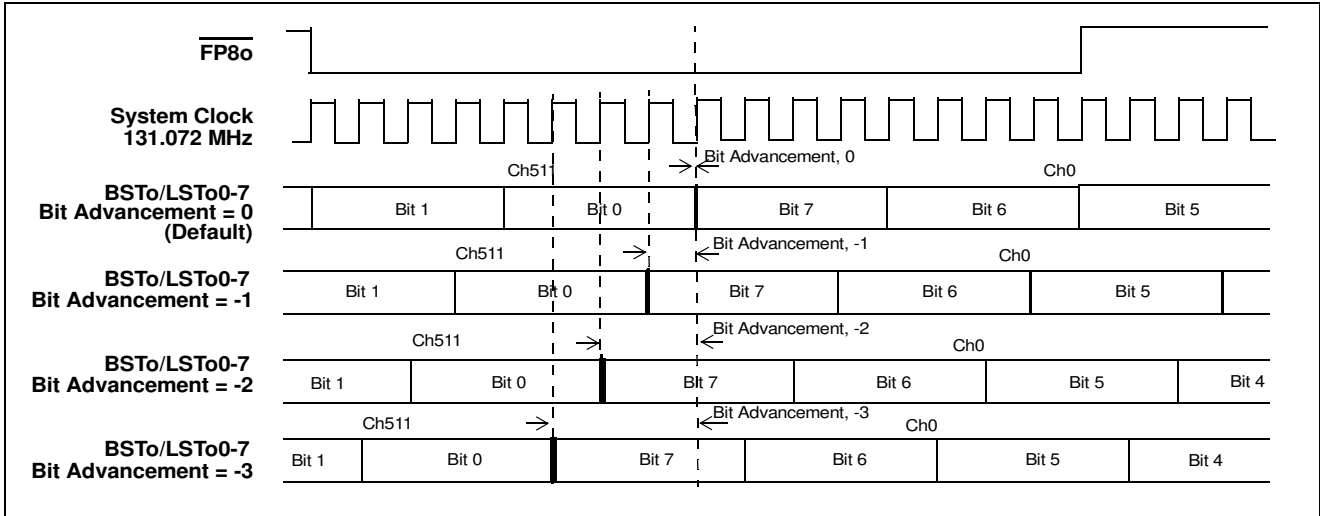 FP8o
System Clock
131.072 MHz
Bit Advancement, 0
Ch511
Ch0
BSTo/LSTo0-7
Bit Advancement = 0
(Default)
Bit 1
Bit 0
Bit 7
Bit 6
Bit 5
Bit Advancement, -1
Ch511
Ch0
BSTo/LSTo0-7
Bit Advancement = -1
Bit 1
Bit 0
Bit 7
Bit 6
Bit 5
Bit Advancement, -2
Ch511
Ch0
BSTo/LSTo0-7
Bit Advancement = -2
Bit 1
Bit 0
Bit 7
Bit 6
Bit 5
Bit 4
Bit Advancement, -3
Ch511
Ch0
BSTo/LSTo0-7
Bit Advancement = -3
Bit 1
Bit 0
Bit 7
Bit 6
Bit 5
Bit 4